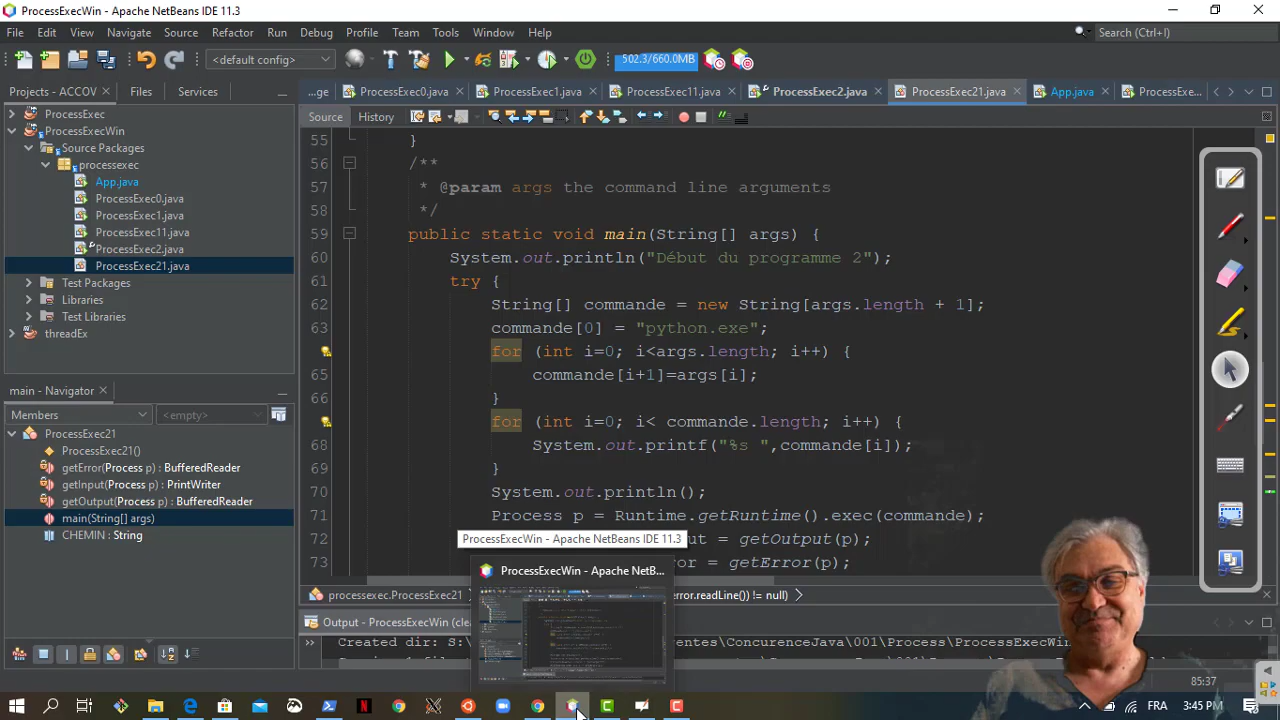 ProcessExecWin - Apache NetBeans IDE 11.3
File Edit View Navigate Source Refactor Run Debug Profile Team Tools Window Help
Search (Ctrl+I)
<default config>
502.3/660.0MB
Projects - ACCOV
Files
Services
...ge
ProcessExec0.java
ProcessExec1.java
ProcessExec11.java
ProcessExec2.java
ProcessExec21.java
App.java
ProcessExe...
ProcessExec
ProcessExecWin
Source Packages
processexec
App.java
ProcessExec0.java
ProcessExec1.java
ProcessExec11.java
ProcessExec2.java
ProcessExec21.java
Test Packages
Libraries
Test Libraries
threadEx
main - Navigator
Members
<empty>
ProcessExec21
ProcessExec21()
getError(Process p) : BufferedReader
getInput(Process p) : PrintWriter
getOutput(Process p) : BufferedReader
main(String[] args)
CHEMIN : String
Source
History
55 }
56 /**
57 * @param args the command line arguments
58 */
59 public static void main(String[] args) {
60 System.out.println("Début du programme 2");
61 try {
62 String[] commande = new String[args.length + 1];
63 commande[0] = "python.exe";
for (int i=0; i<args.length; i++) {
65 commande[i+1]=args[i];
66 }
for (int i=0; i< commande.length; i++) {
68 System.out.printf("%s ",commande[i]);
69 }
70 System.out.println();
71 Process p = Runtime.getRuntime().exec(commande);
72 ut = getOutput(p);
73 ror = getError(p);
ProcessExecWin - Apache NetBeans IDE 11.3
ProcessExecWin - Apache NetB...
processexec.ProcessExec21
error.readLine()) != null)
Output - ProcessExecWin (clean
Created dir: S:\
85:37
FRA
3:45 PM